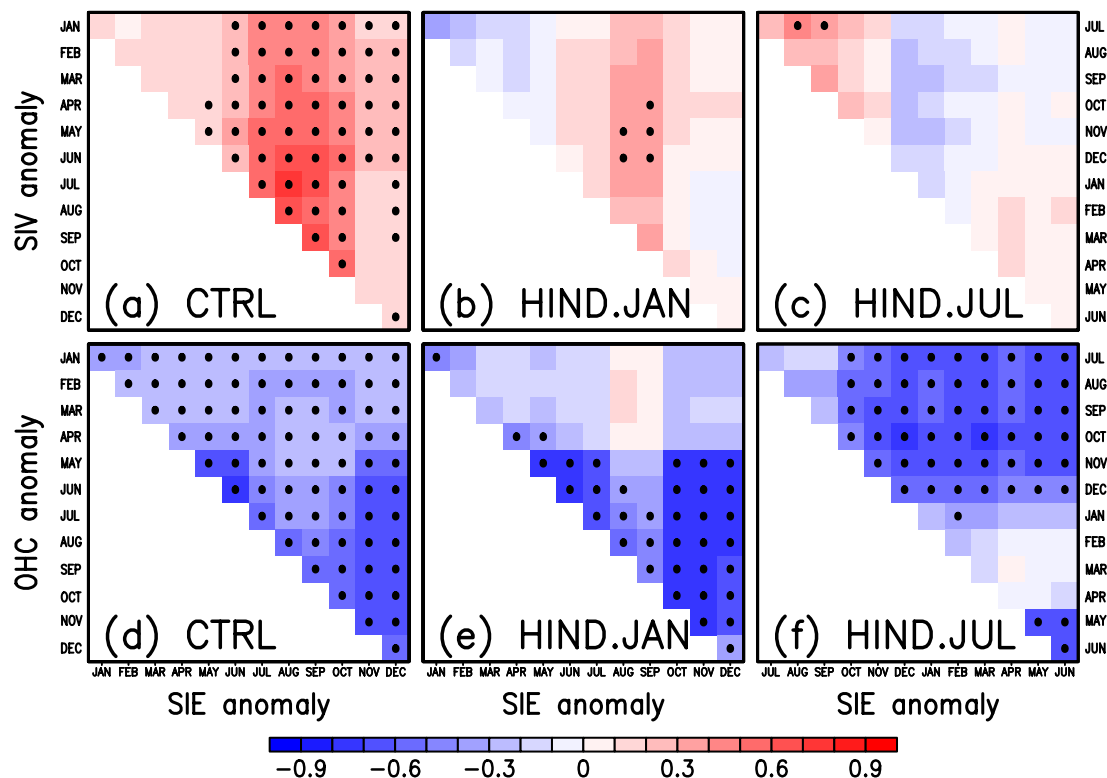 SIV anomaly
JAN
FEB
MAR
APR
MAY
JUN
JUL
AUG
SEP
OCT
NOV
DEC
(a) CTRL
(b) HIND.JAN
(c) HIND.JUL
JUL
AUG
SEP
OCT
NOV
DEC
JAN
FEB
MAR
APR
MAY
JUN
OHC anomaly
JAN
FEB
MAR
APR
MAY
JUN
JUL
AUG
SEP
OCT
NOV
DEC
(d) CTRL
(e) HIND.JAN
(f) HIND.JUL
JUL
AUG
SEP
OCT
NOV
DEC
JAN
FEB
MAR
APR
MAY
JUN
JAN FEB MAR APR MAY JUN JUL AUG SEP OCT NOV DEC
JAN FEB MAR APR MAY JUN JUL AUG SEP OCT NOV DEC
JUL AUG SEP OCT NOV DEC JAN FEB MAR APR MAY JUN
SIE anomaly
SIE anomaly
SIE anomaly
−0.9 −0.6 −0.3 0 0.3 0.6 0.9